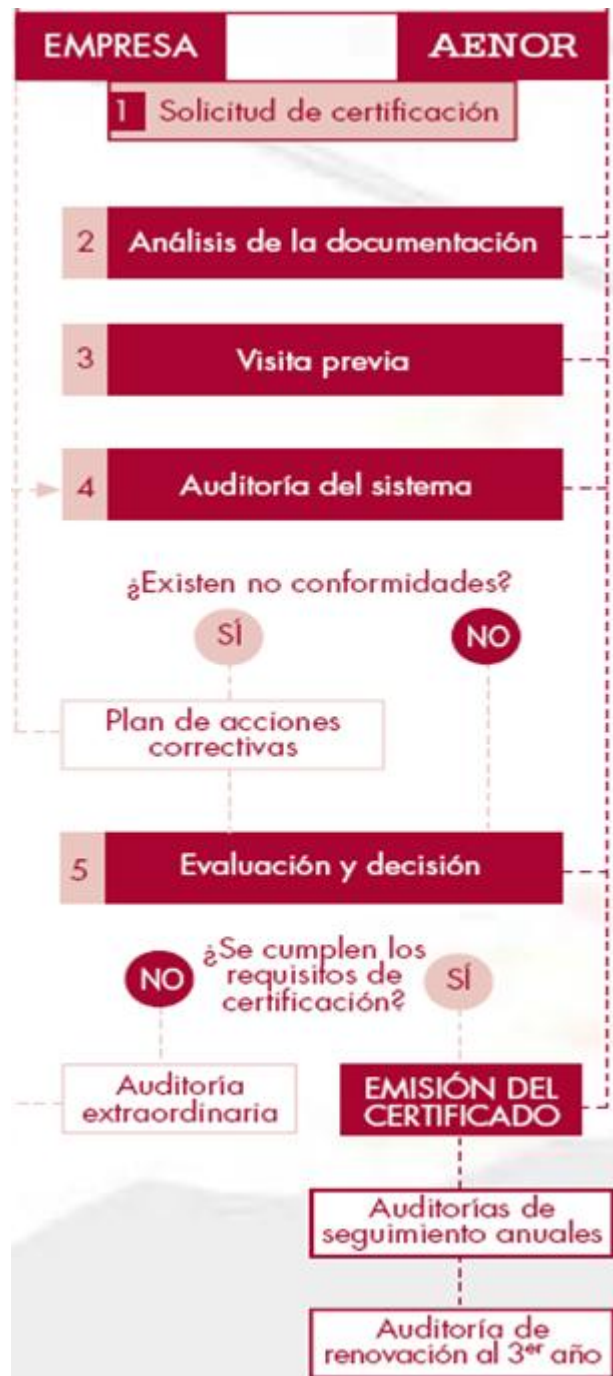 EMPRESA
AENOR
1 Solicitud de certificación
2 Análisis de la documentación
3 Visita previa
4 Auditoría del sistema
¿Existen no conformidades?
SÍ
NO
Plan de acciones
correctivas
5 Evaluación y decisión
¿Se cumplen los
requisitos de
certificación?
NO
SÍ
Auditoría
extraordinaria
EMISIÓN DEL
CERTIFICADO
Auditorías de
seguimiento anuales
Auditoría de
renovación al 3er año